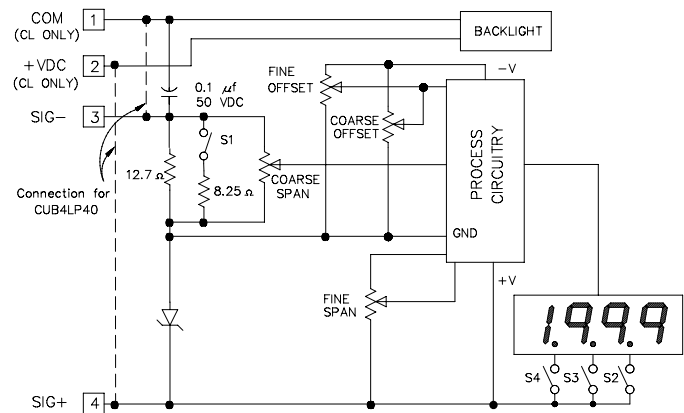 COM
(CL ONLY)
1
BACKLIGHT
+VDC
(CL ONLY)
2
0.1 µf
50 VDC
FINE
OFFSET
-V
SIG-
3
S1
COARSE
OFFSET
PROCESS
CIRCUITRY
12.7 Ω
8.25 Ω
COARSE
SPAN
Connection for
CUB4LP40
GND
FINE
SPAN
+V
1.9.9.9
S4
S3
S2
SIG+
4